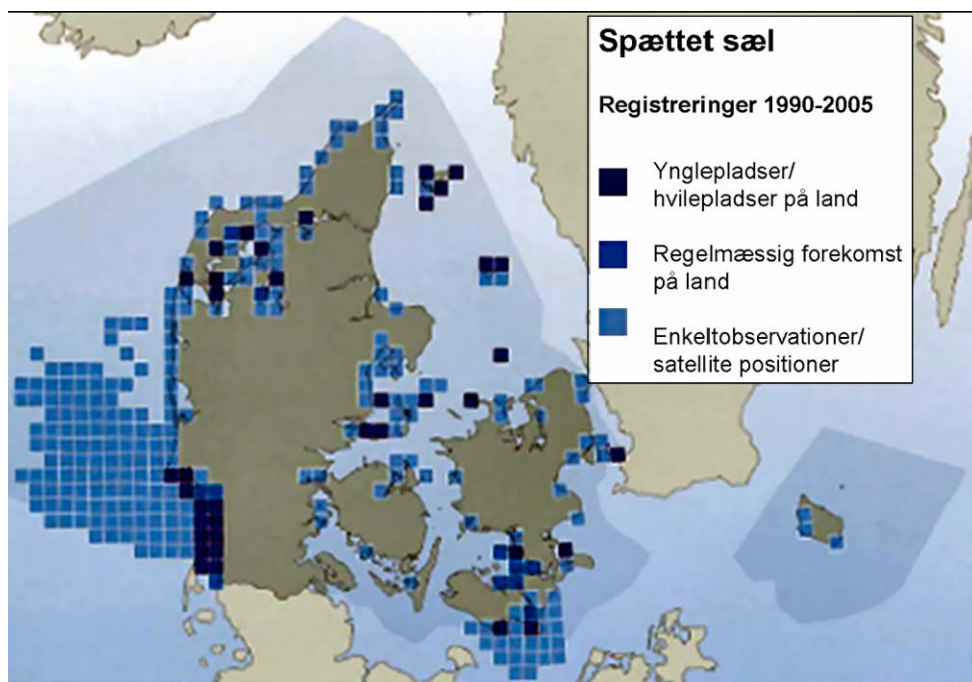 Spættet sæl
Registreringer 1990-2005
Ynglepladser/
hvilepladser på land
Regelmæssig forekomst
på land
Enkeltobservationer/
satellite positioner